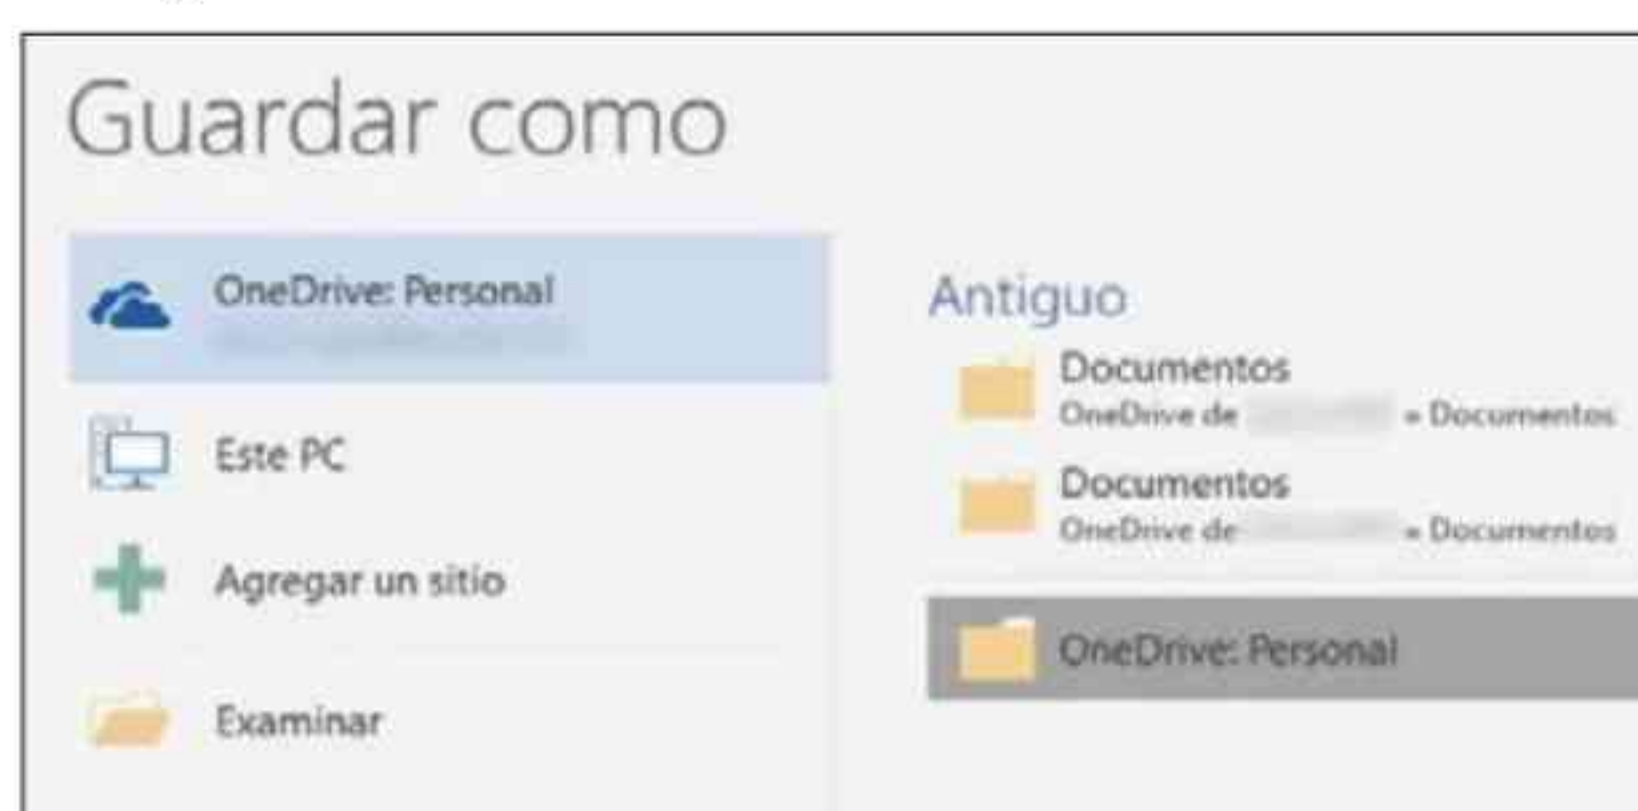 Guardar como
OneDrive: Personal
Este PC
Agregar un sitio
Examinar
Antiguo
Documentos
OneDrive de » Documentos
Documentos
OneDrive de » Documentos
OneDrive: Personal